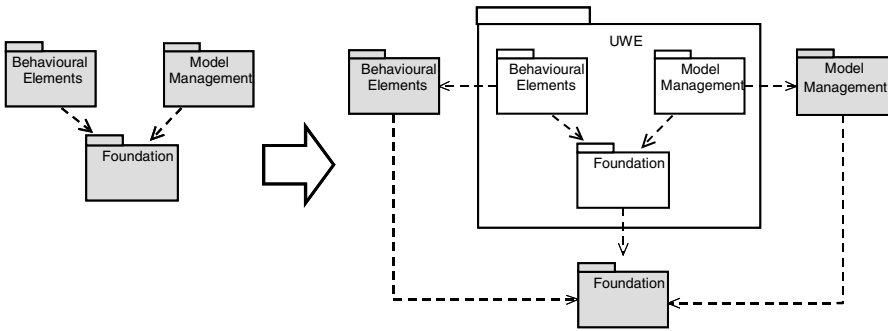 Behavioural
Elements
Model
Management
Foundation
UWE
Behavioural
Elements
Behavioural
Elements
Model
Management
Model
Management
Foundation
Foundation